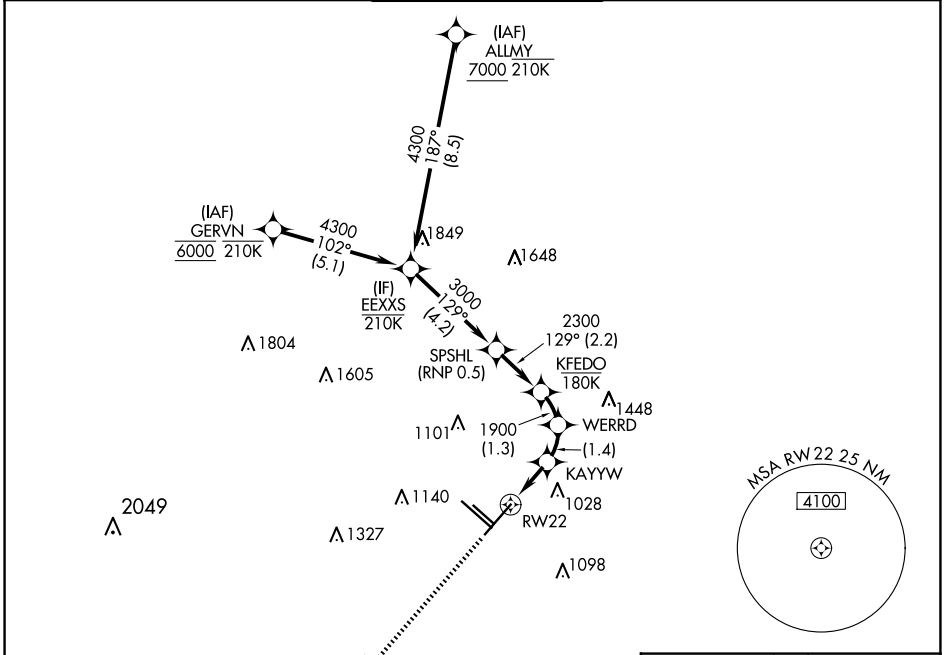 (IAF)
ALLMY
7000 210K
4300
187°
(8.5)
(IAF)
GERVN
6000 210K
4300
102°
(5.1)
1849
1648
(IF)
EEXXS
210K
3000
129°
(4.2)
2300
129° (2.2)
1804
SPSHL
(RNP 0.5)
KFEDO
180K
1605
1448
1101
1900
(1.3)
WERRD
(1.4)
KAYYW
1140
1028
RW22
2049
1327
1098
MSA RW22 25 NM
4100